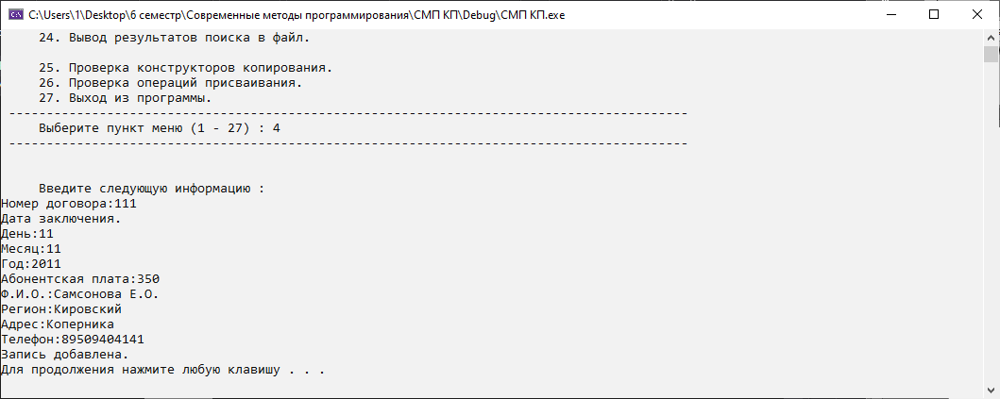 C:\Users\1\Desktop\6 семестр\Современные методы программирования\СМП КП\Debug\СМП КП.exe
24. Вывод результатов поиска в файл.
25. Проверка конструкторов копирования.
26. Проверка операций присваивания.
27. Выход из программы.
------------------------------------------------------------------------------------------
Выберите пункт меню (1 - 27) : 4
------------------------------------------------------------------------------------------
Введите следующую информацию :
Номер договора:111
Дата заключения.
День:11
Месяц:11
Год:2011
Абонентская плата:350
Ф.И.О.:Самсонова Е.О.
Регион:Кировский
Адрес:Коперника
Телефон:89509404141
Запись добавлена.
Для продолжения нажмите любую клавишу . . .